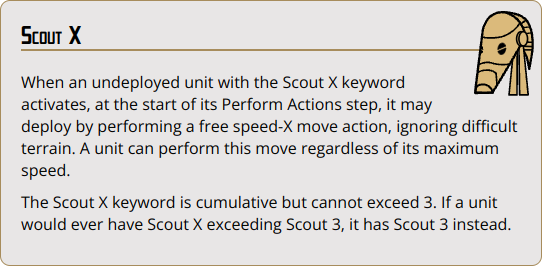 Scout X
When an undeployed unit with the Scout X keyword
activates, at the start of its Perform Actions step, it may
deploy by performing a free speed-X move action, ignoring difficult
terrain. A unit can perform this move regardless of its maximum
speed.
The Scout X keyword is cumulative but cannot exceed 3. If a unit
would ever have Scout X exceeding Scout 3, it has Scout 3 instead.